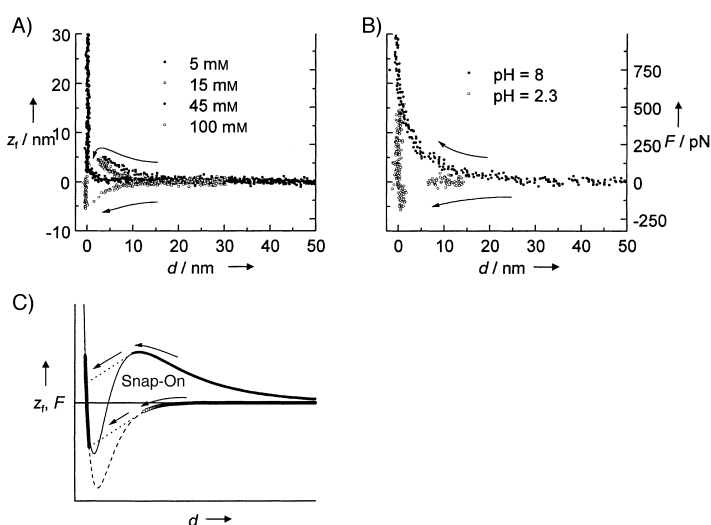 A)
30
20
10
0
-10
z_f / nm
5 mM
15 mM
45 mM
100 mM
0 10 20 30 40 50
d / nm
B)
pH = 8
pH = 2.3
750
500
250
0
-250
F / pN
0 10 20 30 40 50
d / nm
C)
Snap-On
z_f, F
d